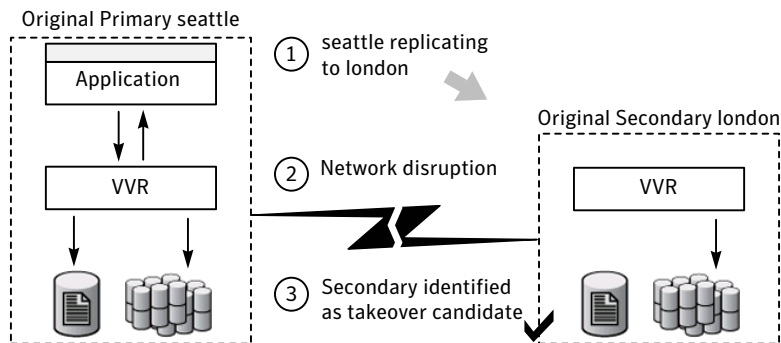 Original Primary seattle
Application
VVR
1
seattle replicating
to london
2
Network disruption
3
Secondary identified
as takeover candidate
Original Secondary london
VVR